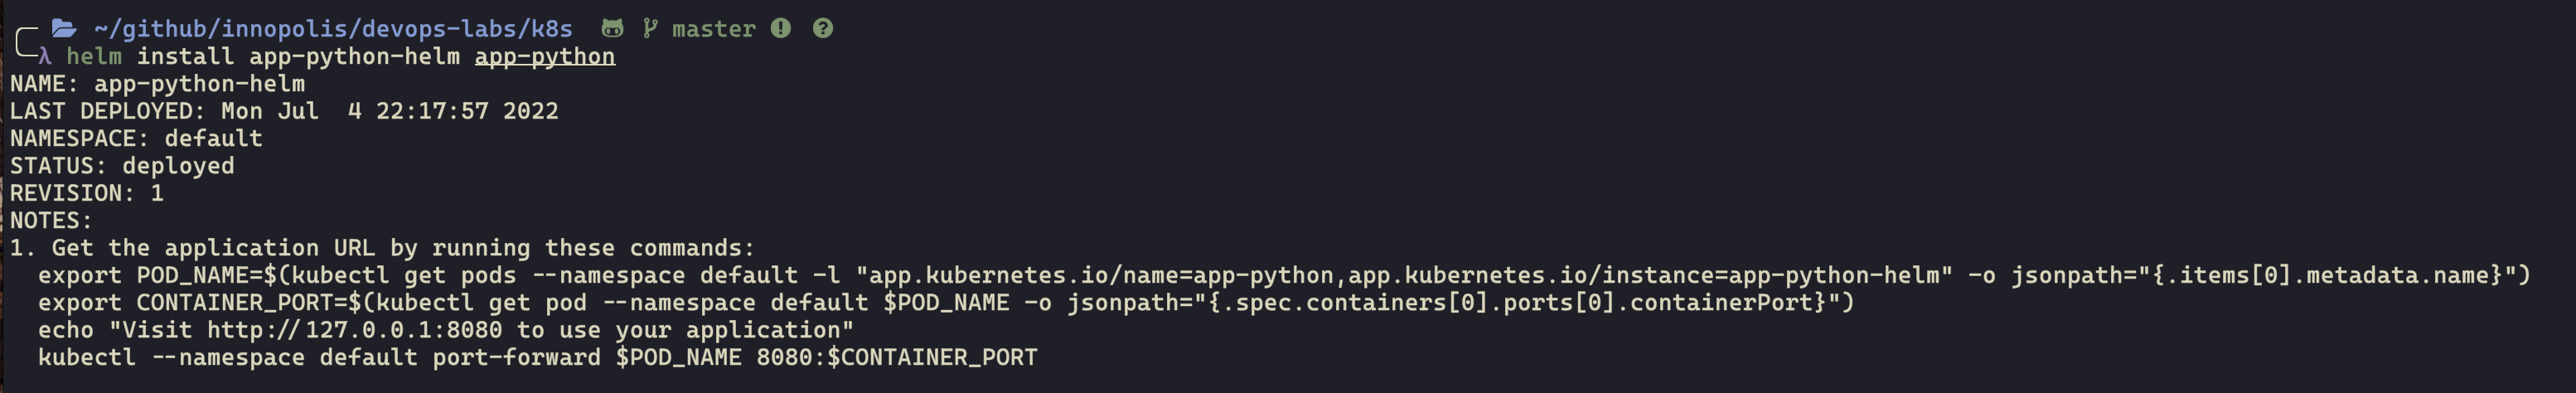 ~/github/innopolis/devops-labs/k8s master ! ?
λ helm install app-python-helm app-python
NAME: app-python-helm
LAST DEPLOYED: Mon Jul  4 22:17:57 2022
NAMESPACE: default
STATUS: deployed
REVISION: 1
NOTES:
1. Get the application URL by running these commands:
  export POD_NAME=$(kubectl get pods --namespace default -l "app.kubernetes.io/name=app-python,app.kubernetes.io/instance=app-python-helm" -o jsonpath="{.items[0].metadata.name}")
  export CONTAINER_PORT=$(kubectl get pod --namespace default $POD_NAME -o jsonpath="{.spec.containers[0].ports[0].containerPort}")
  echo "Visit http://127.0.0.1:8080 to use your application"
  kubectl --namespace default port-forward $POD_NAME 8080:$CONTAINER_PORT